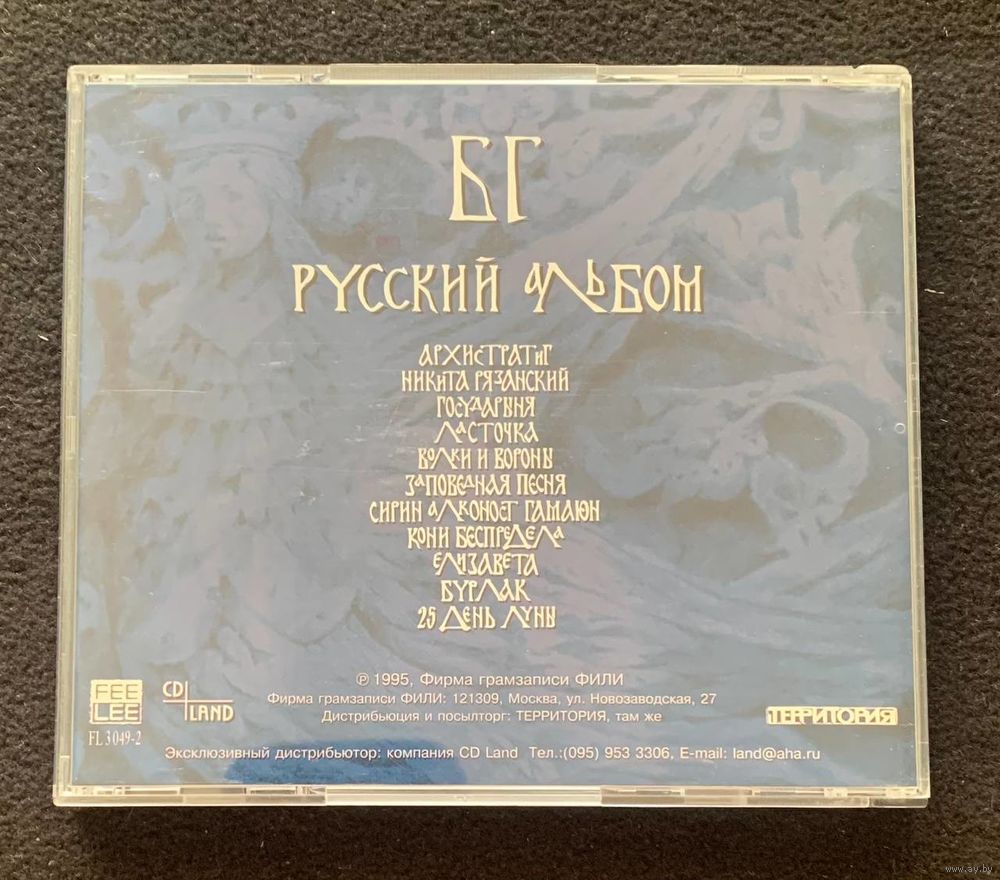 БГ
РУССКИЙ АЛЬБОМ
АРХИСТРАТИГ
НИКИТА РЯЗАНСКИЙ
ГОСУДАРЫНЯ
ЛАСТОЧКА
ВОЛКИ И ВОРОНЫ
ЗАПОВЕДНАЯ ПЕСНЯ
СИРИН АЛКОНОСТ ГАМАЮН
КОНИ БЕСПРЕДЕЛА
ЕЛИЗАВЕТА
БУРЛАК
25 ДЕНЬ ЛУНЫ
℗ 1995, Фирма грамзаписи ФИЛИ
Фирма грамзаписи ФИЛИ: 121309, Москва, ул. Новозаводская, 27
Дистрибьюция и посылторг: ТЕРРИТОРИЯ, там же
FEE
LEE
FL 3049-2
CD
LAND
ТЕРРИТОРИЯ
Эксклюзивный дистрибьютор: компания CD Land Тел.:(095) 953 3306, E-mail: land@aha.ru
www.ay.by